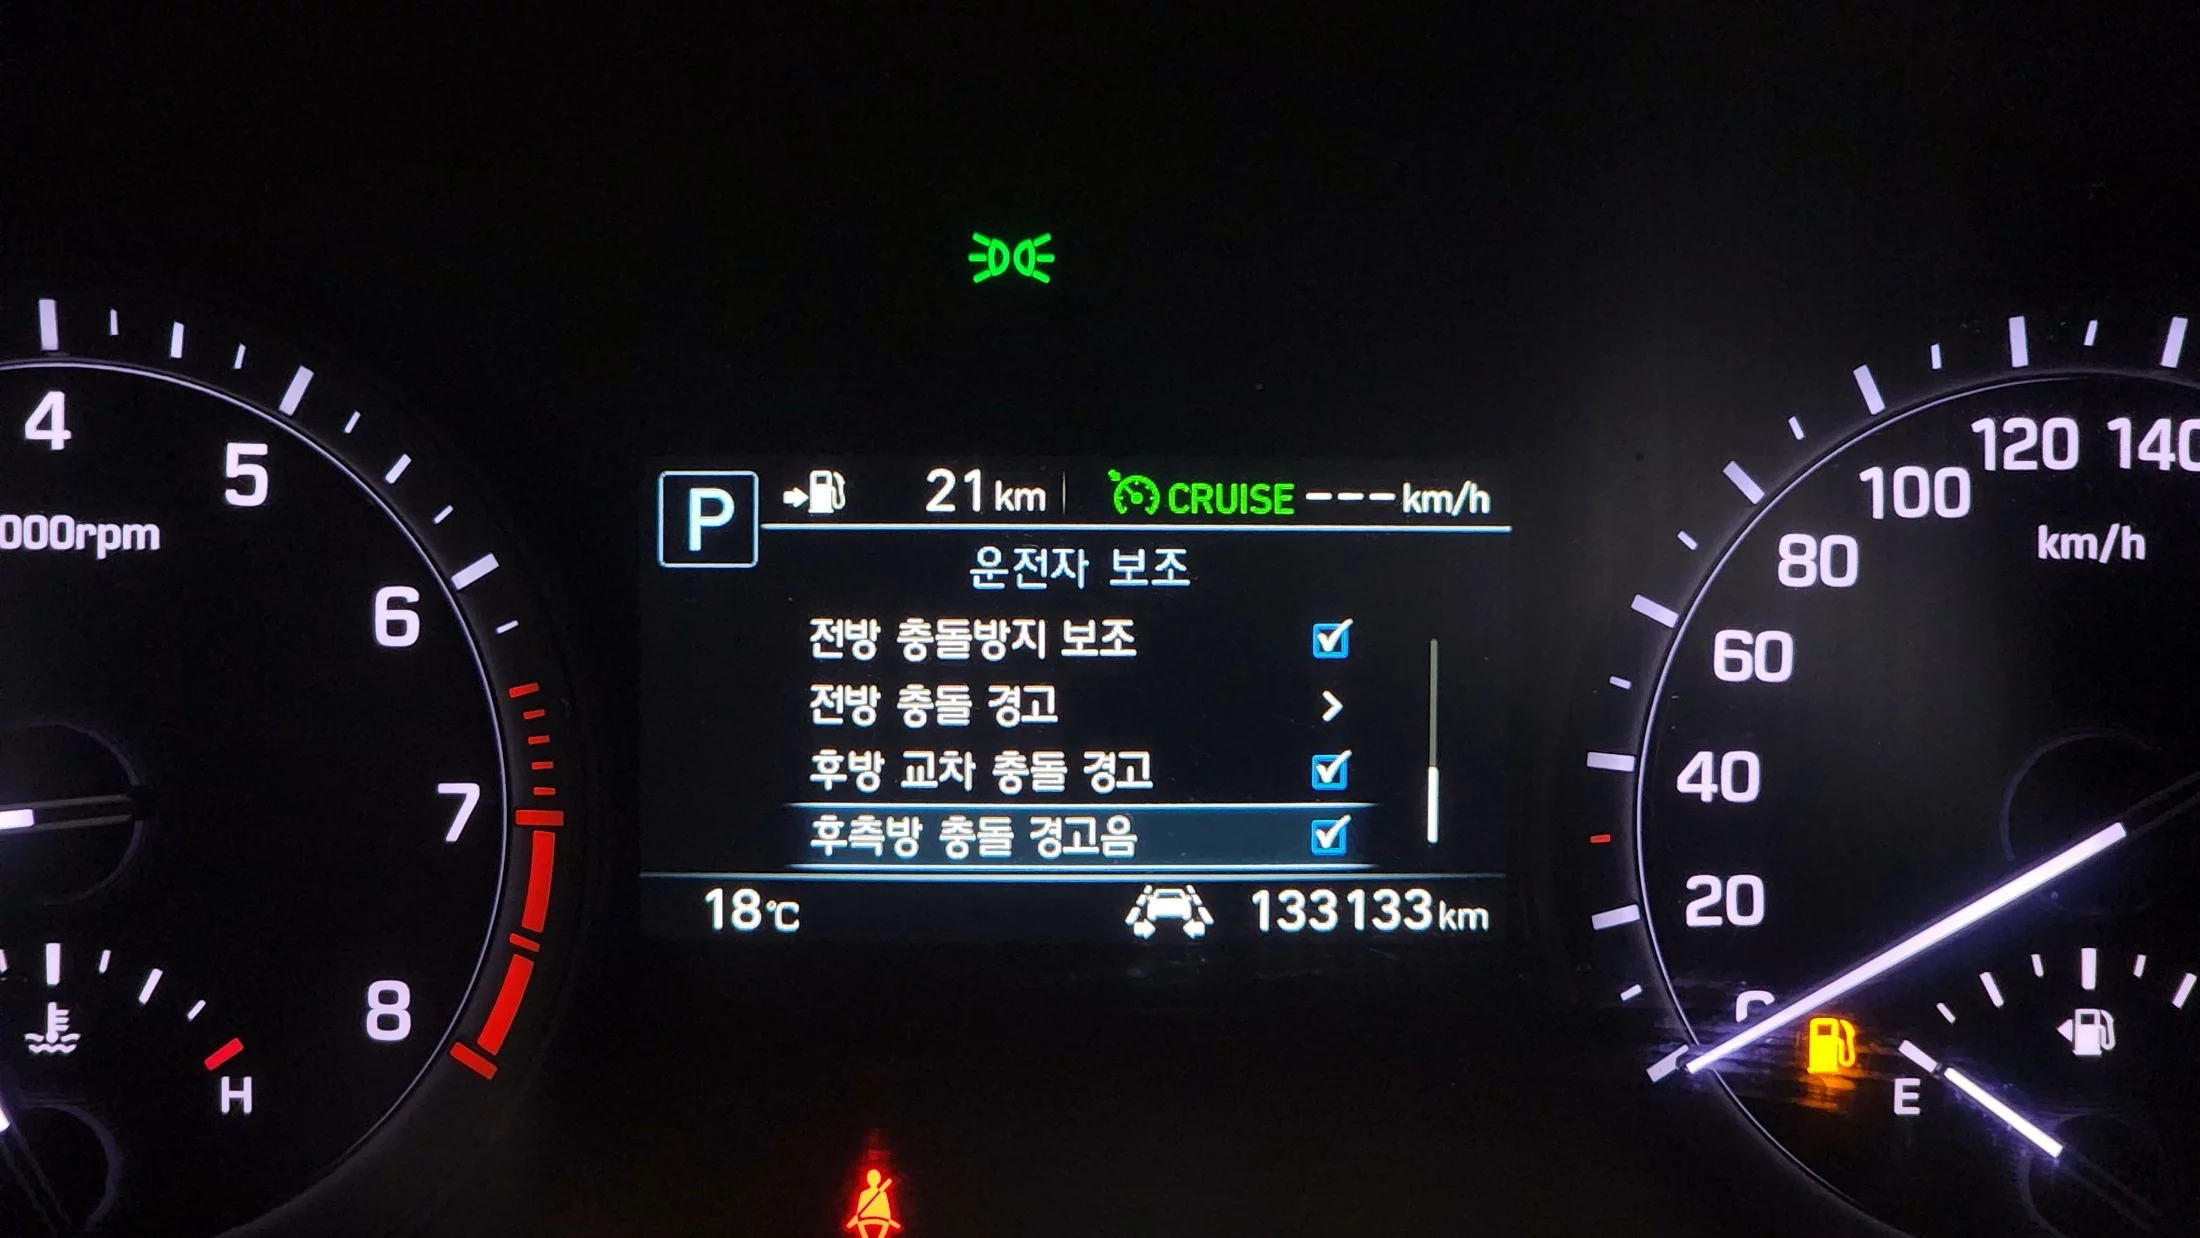 4
5
6
7
8
000rpm
H
P
21km
CRUISE ---km/h
운전자 보조
전방 충돌방지 보조
전방 충돌 경고
후방 교차 충돌 경고
후측방 충돌 경고음
18℃
133133km
140
120
100
80
60
40
20
km/h
E